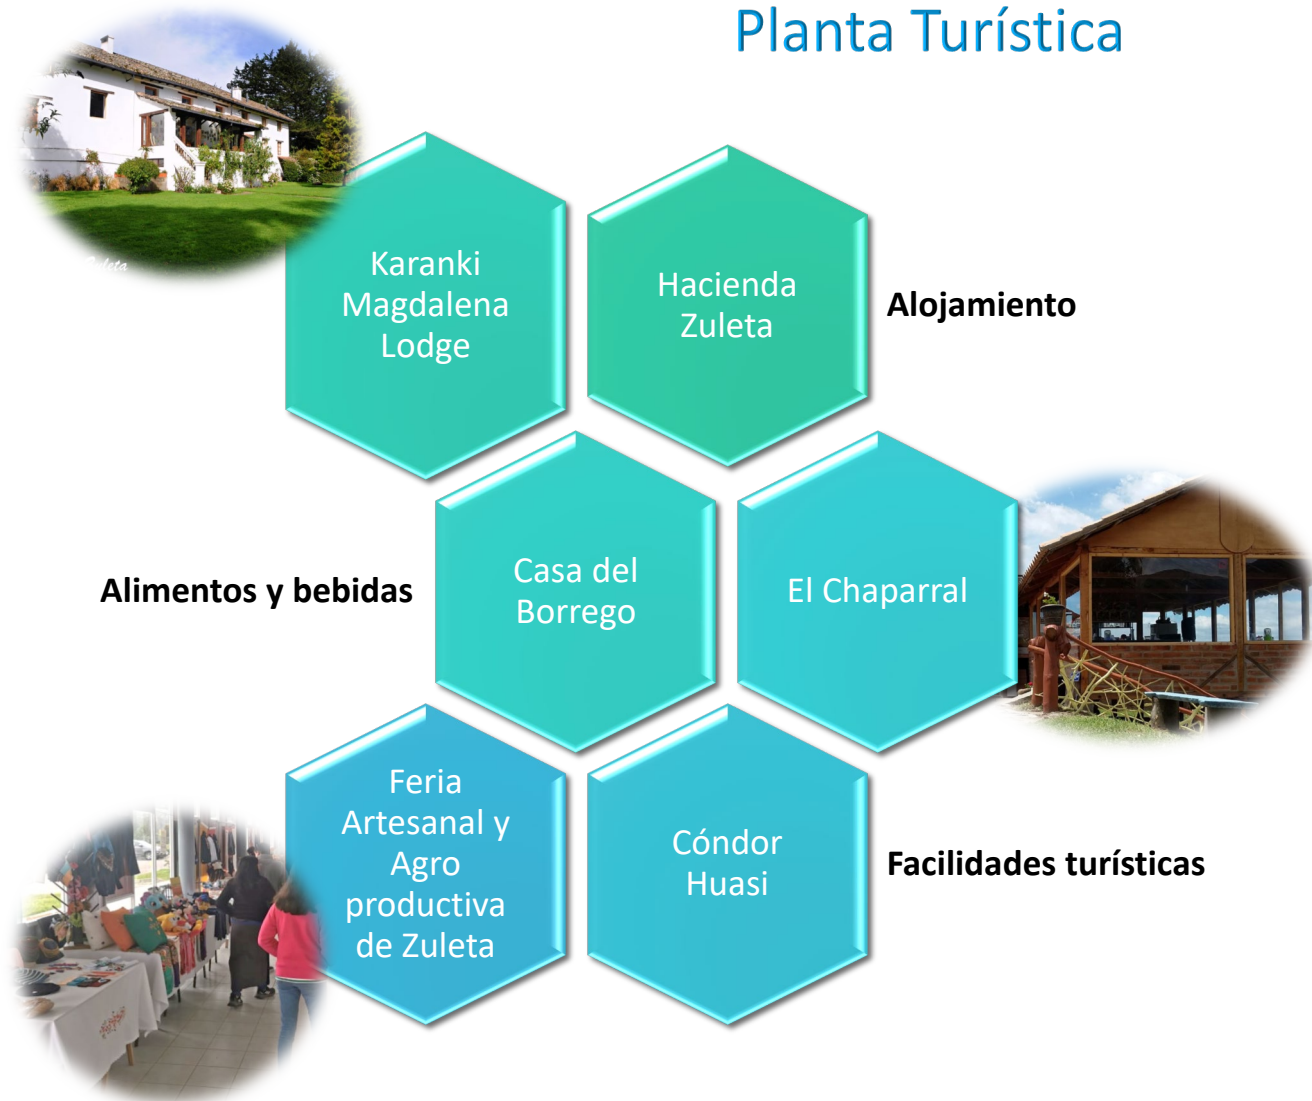 Planta Turística
Karanki
Magdalena
Lodge
Hacienda
Zuleta
Alojamiento
Zuleta
Alimentos y bebidas
Casa del
Borrego
El Chaparral
Feria
Artesanal y
Agro
productiva
de Zuleta
Cóndor
Huasi
Facilidades turísticas